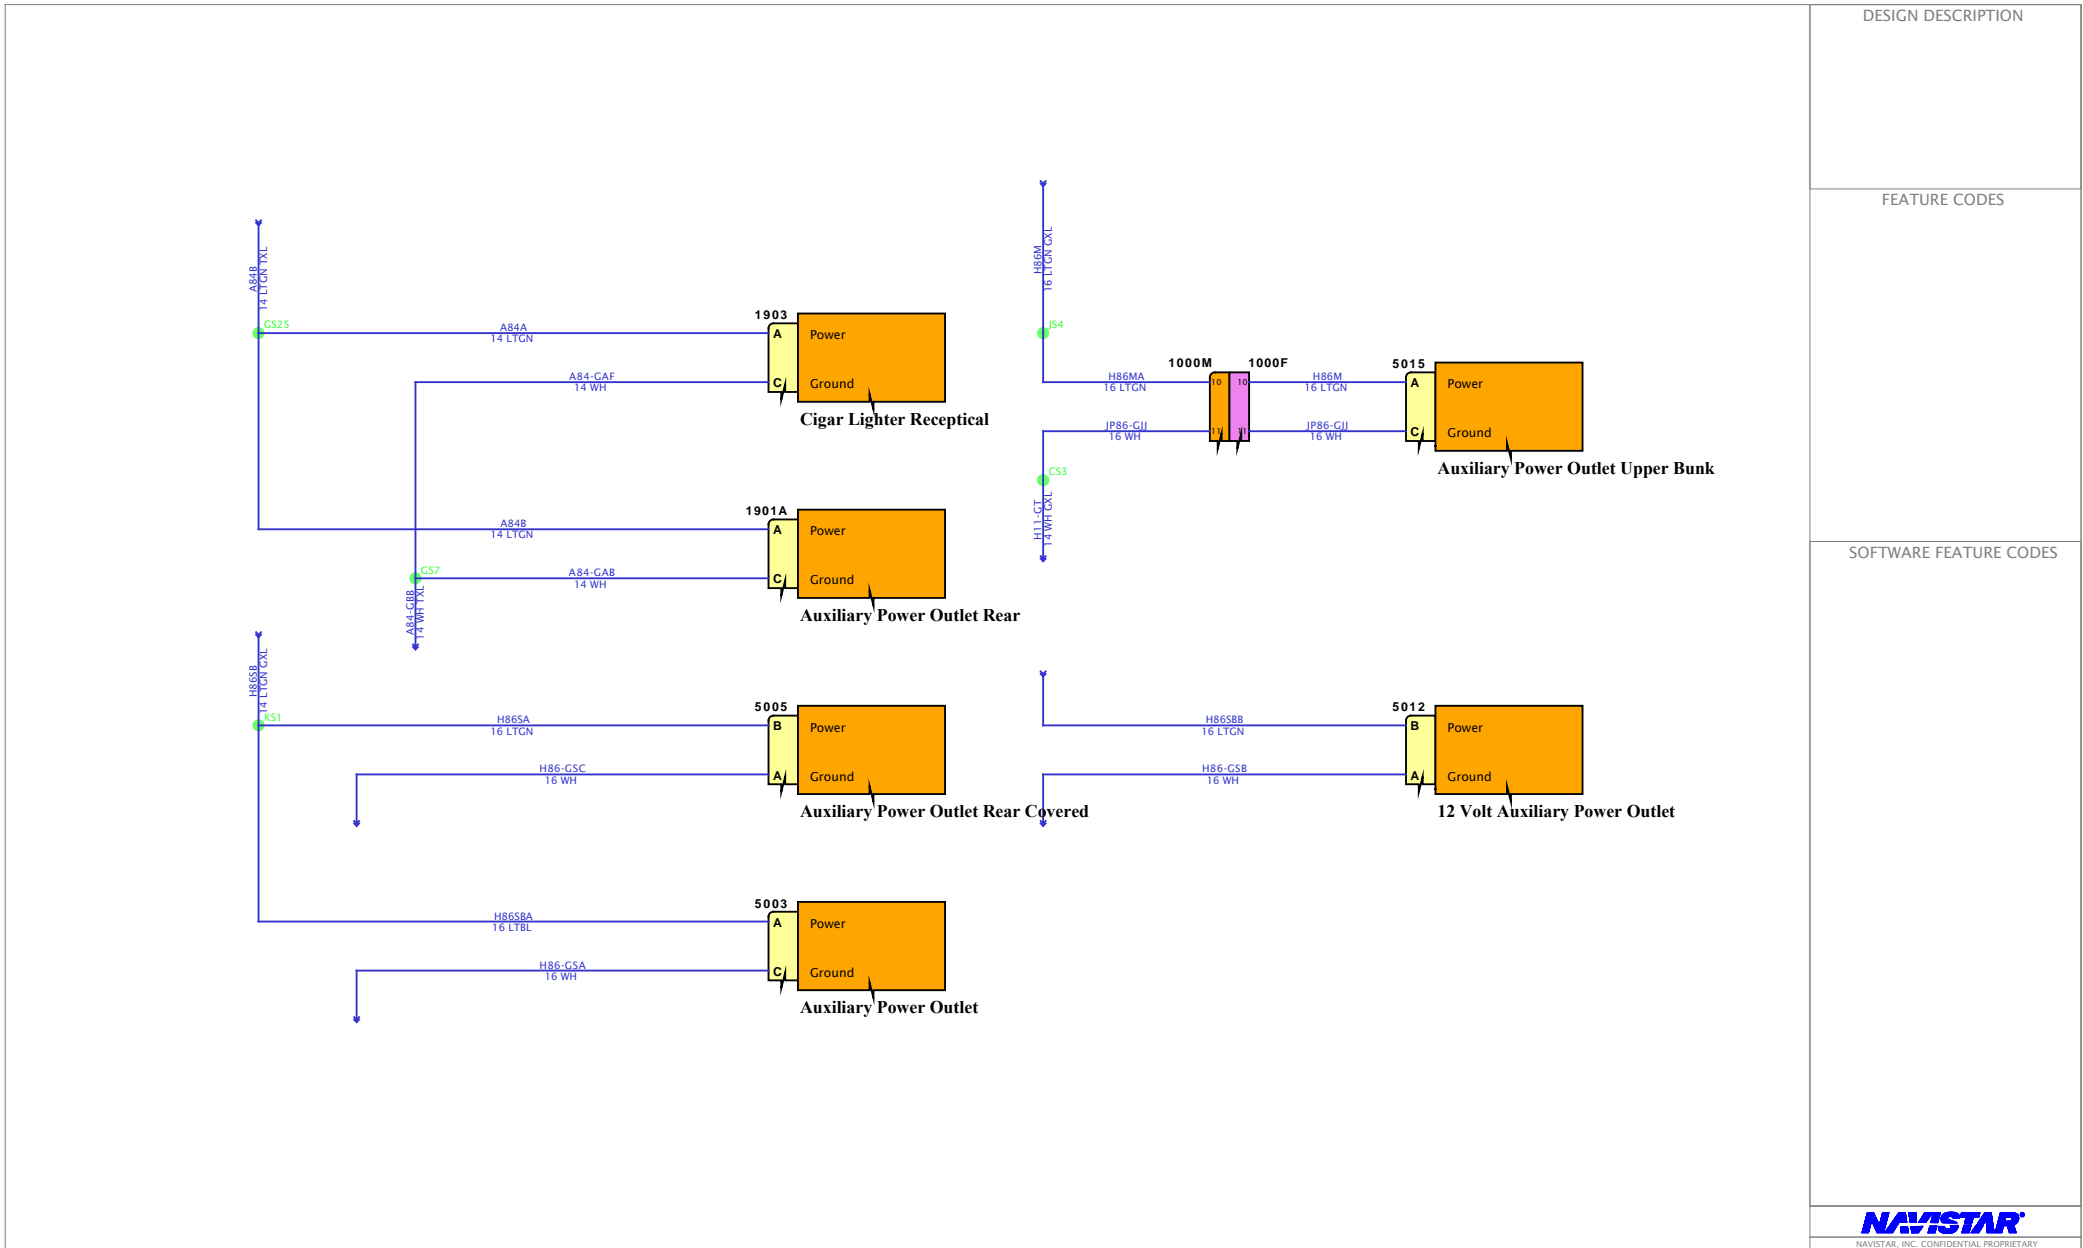 DESIGN DESCRIPTION
FEATURE CODES
SOFTWARE FEATURE CODES
A84B
14 LTGN TXL
GS25
A84A
14 LTGN
1903
A
Power
A84-GAF
14 WH
C
Ground
Cigar Lighter Receptical
A84B
14 LTGN
1901A
A
Power
GS7
A84-GAB
14 WH
C
Ground
A84-GBB
14 WH TXL
Auxiliary Power Outlet Rear
H86SB
14 LTGN GXL
KS1
H86SA
16 LTGN
5005
B
Power
H86-GSC
16 WH
A
Ground
Auxiliary Power Outlet Rear Covered
H86SBA
16 LTBL
5003
A
Power
H86-GSA
16 WH
C
Ground
Auxiliary Power Outlet
H86M
16 LTGN GXL
JS4
1000M
1000F
5015
H86MA
16 LTGN
10
10
H86M
16 LTGN
A
Power
JP86-GJJ
16 WH
11
11
JP86-GJJ
16 WH
C
Ground
CS3
H11-GT
14 WH GXL
Auxiliary Power Outlet Upper Bunk
H86SBB
16 LTGN
5012
B
Power
H86-GSB
16 WH
A
Ground
12 Volt Auxiliary Power Outlet
NAVISTAR
NAVISTAR, INC. CONFIDENTIAL PROPRIETARY